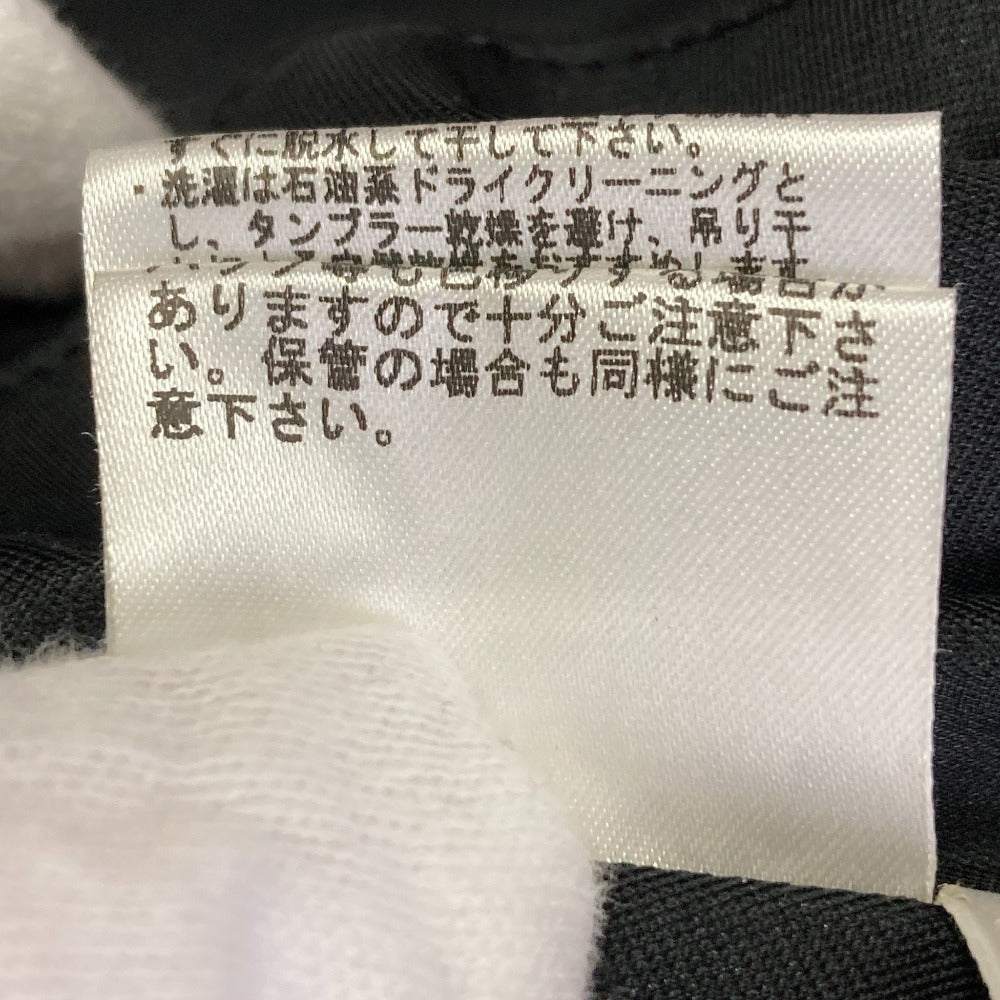 すぐに脱水して干して下さい。
・洗濯は石油系ドライクリーニングと
し、タンブラー乾燥を避け、吊り干
あります ので十分ご注意下さ
い。保管の場合も同様にご注
意下さい。